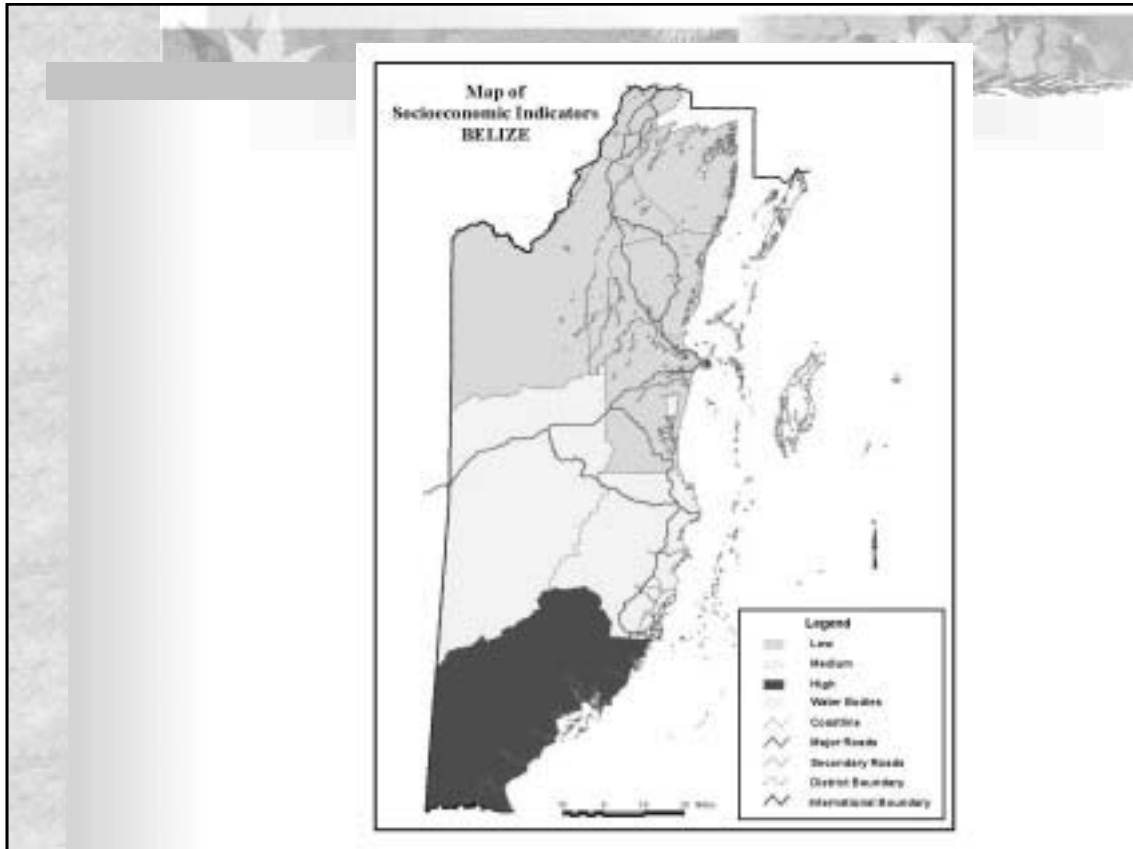 Map of
Socioeconomic Indicators
BELIZE
Legend
Low
Medium
High
Water Bodies
Coastline
Major Roads
Secondary Roads
District Boundary
International Boundary
Miles